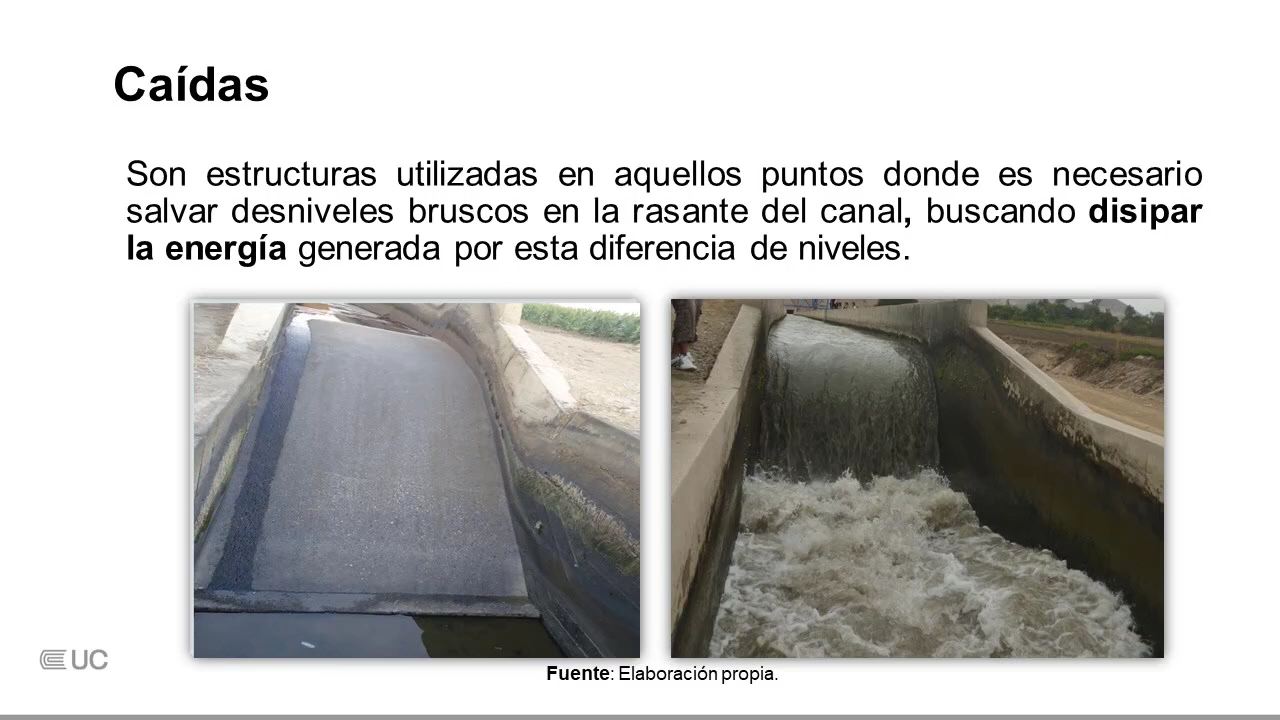 Caídas
Son estructuras utilizadas en aquellos puntos donde es necesario
salvar desniveles bruscos en la rasante del canal, buscando disipar
la energía generada por esta diferencia de niveles.
UC
Fuente: Elaboración propia.